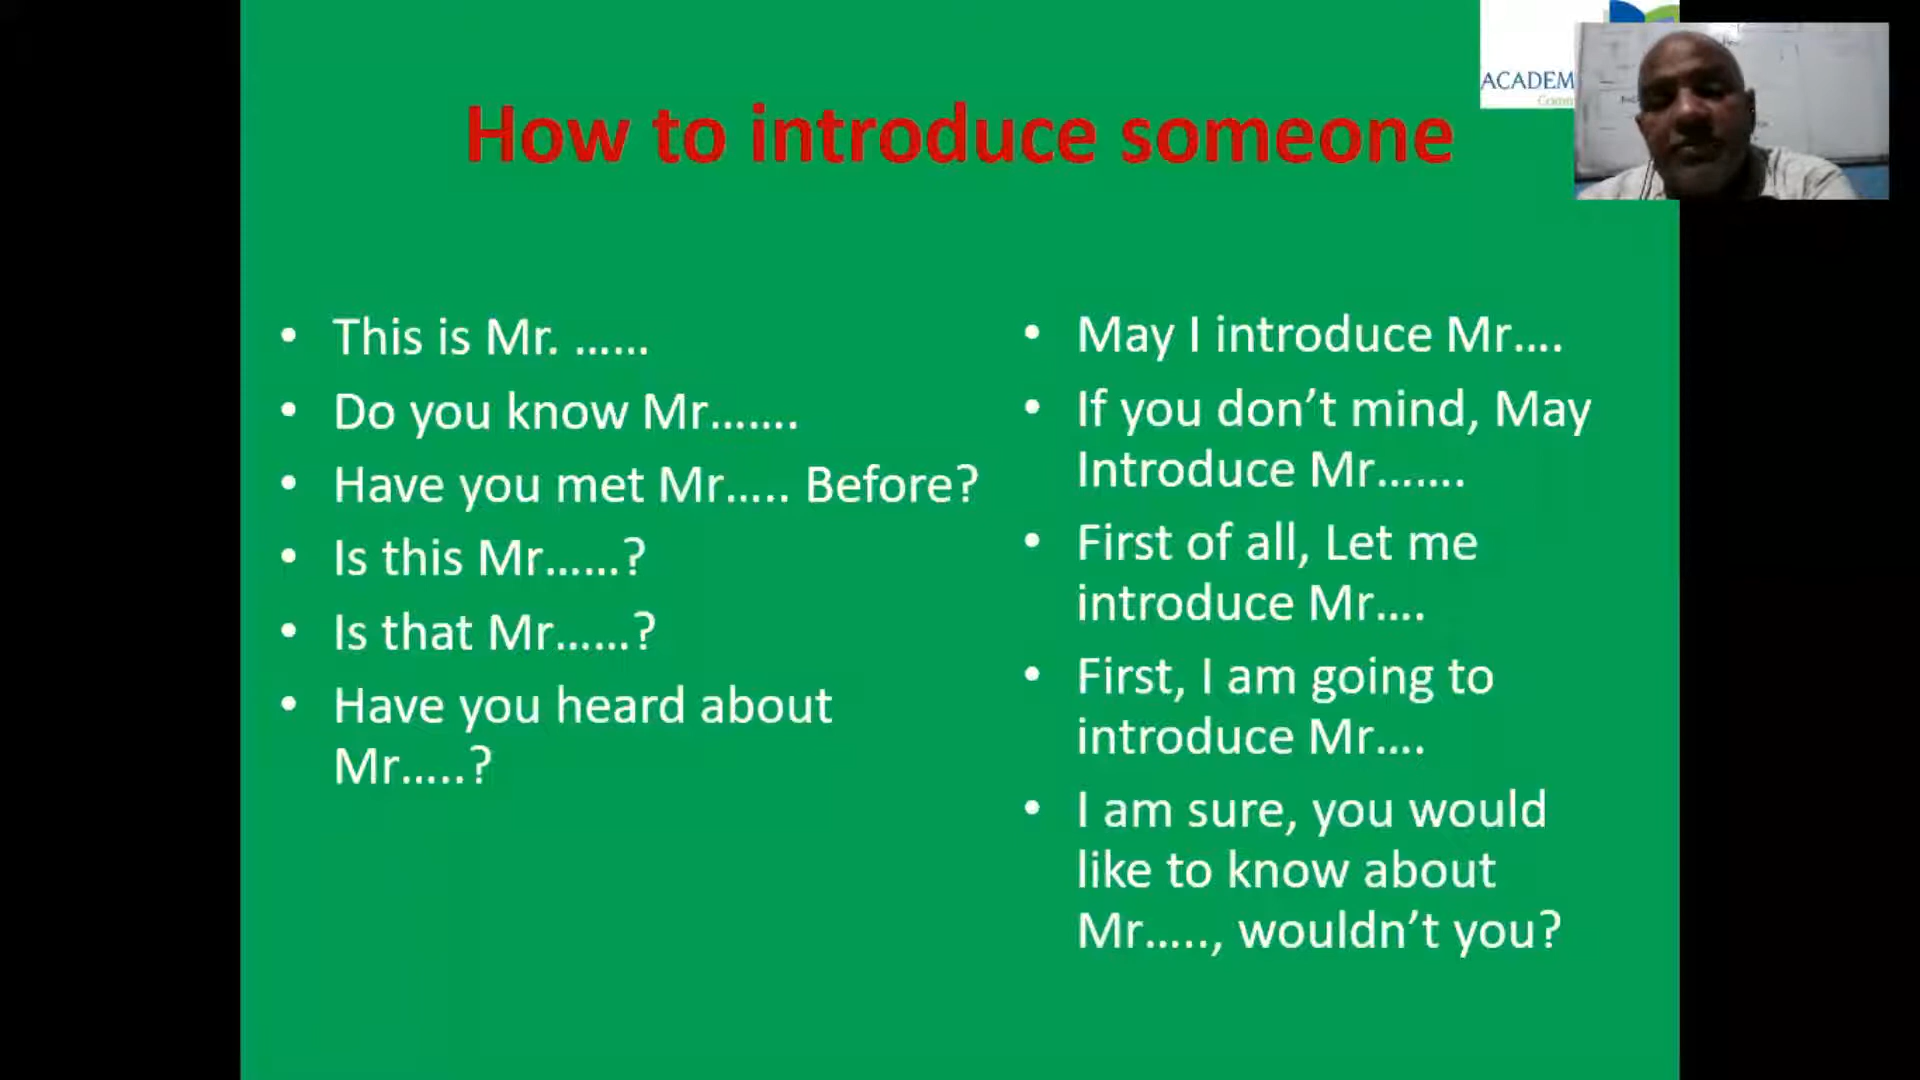 ACADEM
How to introduce someone
This is Mr. ......
Do you know Mr.......
Have you met Mr..... Before?
Is this Mr......?
Is that Mr......?
Have you heard about
Mr.....?
May I introduce Mr....
If you don’t mind, May
Introduce Mr.......
First of all, Let me
introduce Mr....
First, I am going to
introduce Mr....
I am sure, you would
like to know about
Mr....., wouldn’t you?